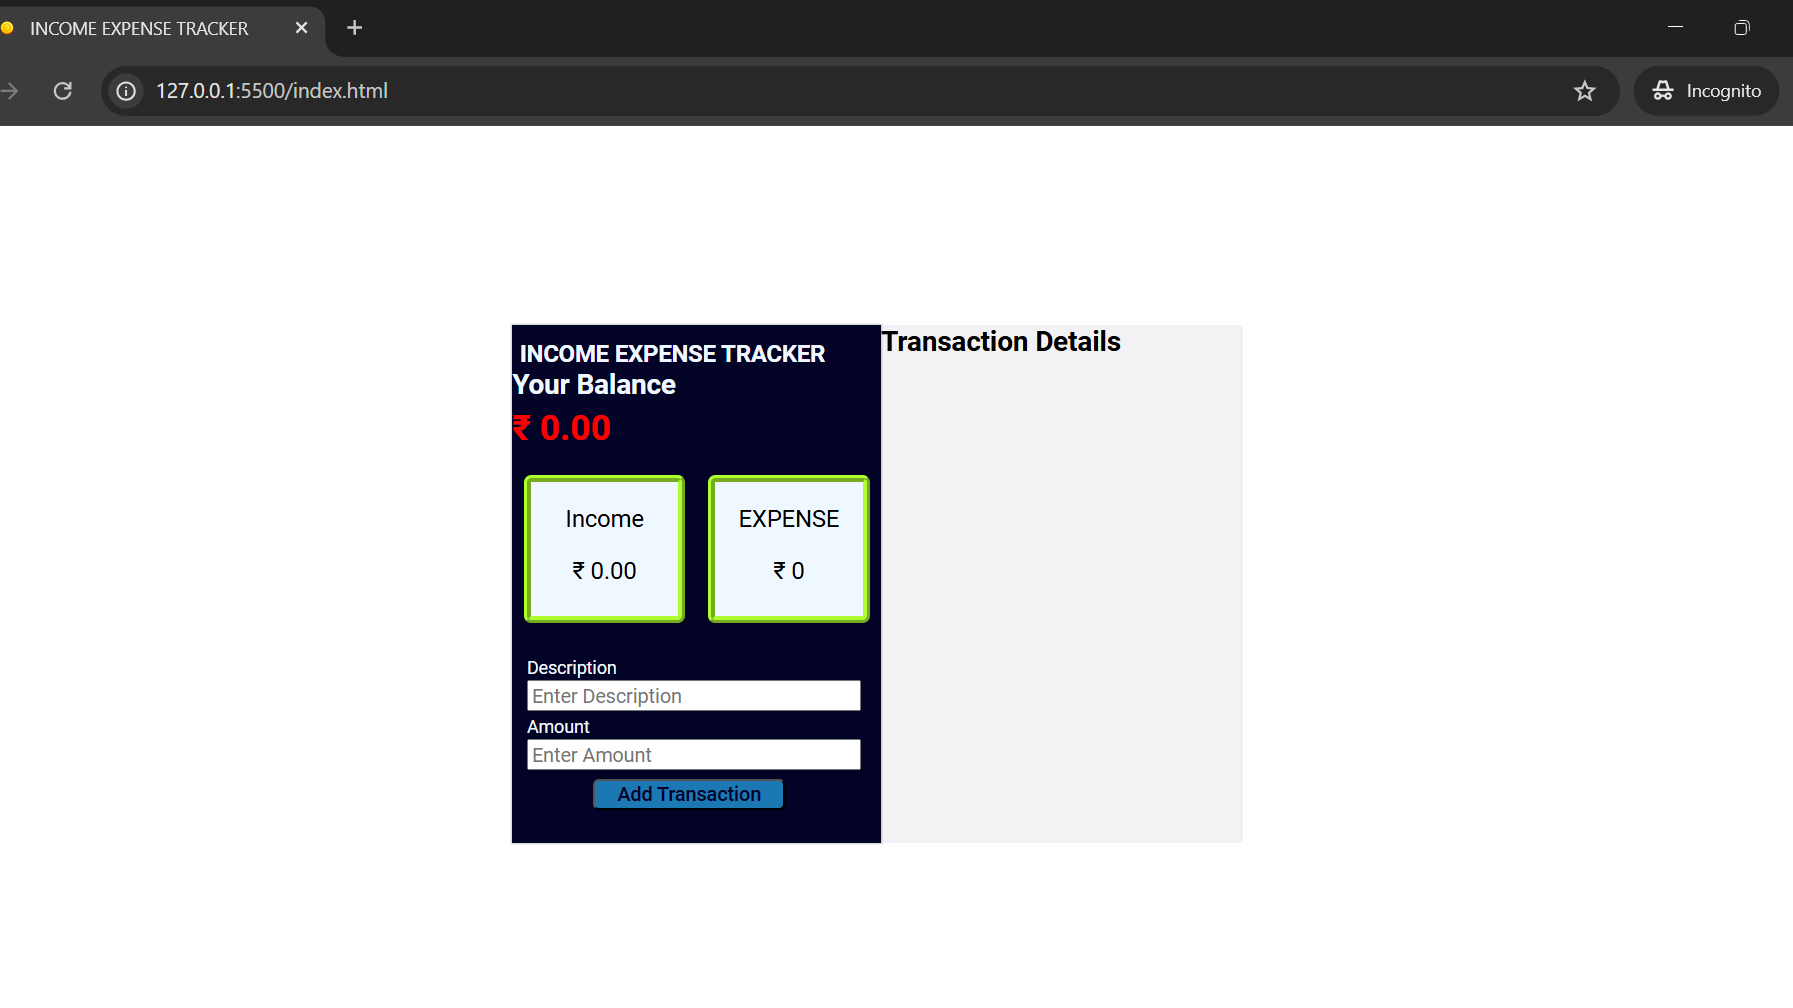 INCOME EXPENSE TRACKER
127.0.0.1:5500/index.html
Incognito
INCOME EXPENSE TRACKER
Your Balance
₹ 0.00
Income
₹ 0.00
EXPENSE
₹ 0
Description
Enter Description
Amount
Enter Amount
Add Transaction
Transaction Details